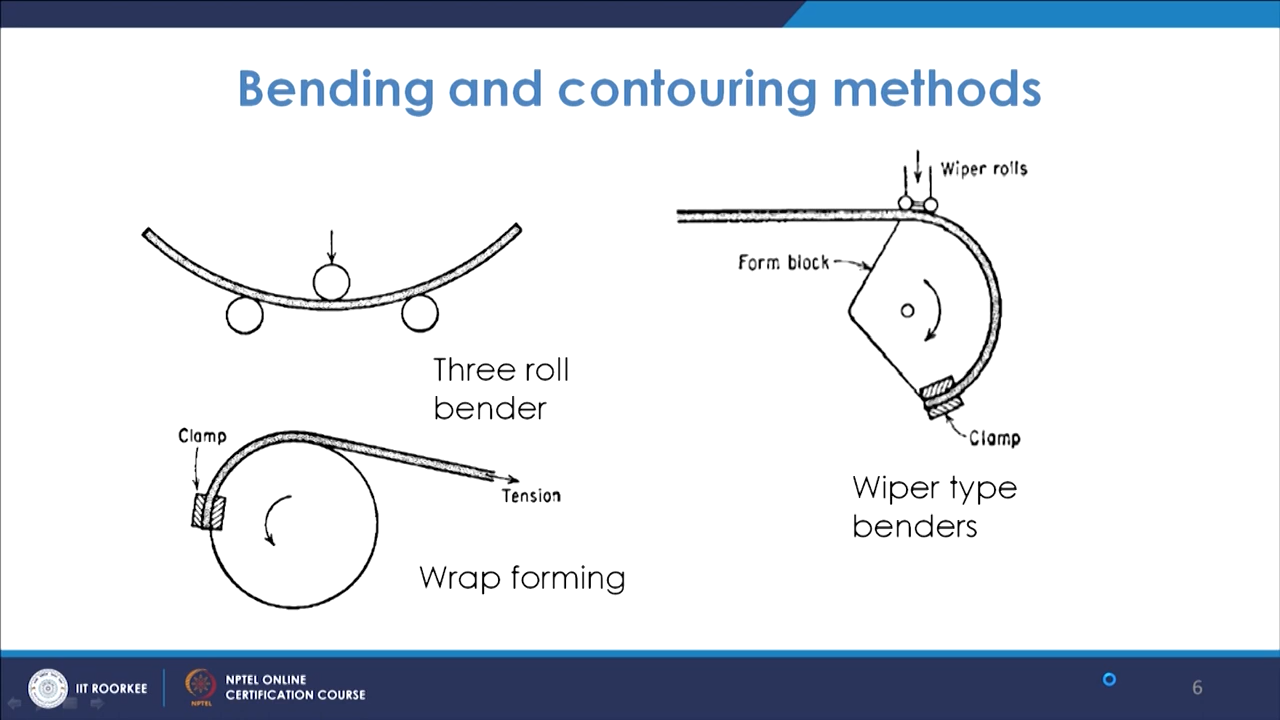 Bending and contouring methods
Wiper rolls
Form block
Clamp
Three roll
bender
Clamp
Tension
Wrap forming
Wiper type
benders
IIT ROORKEE
NPTEL
NPTEL ONLINE
CERTIFICATION COURSE
6